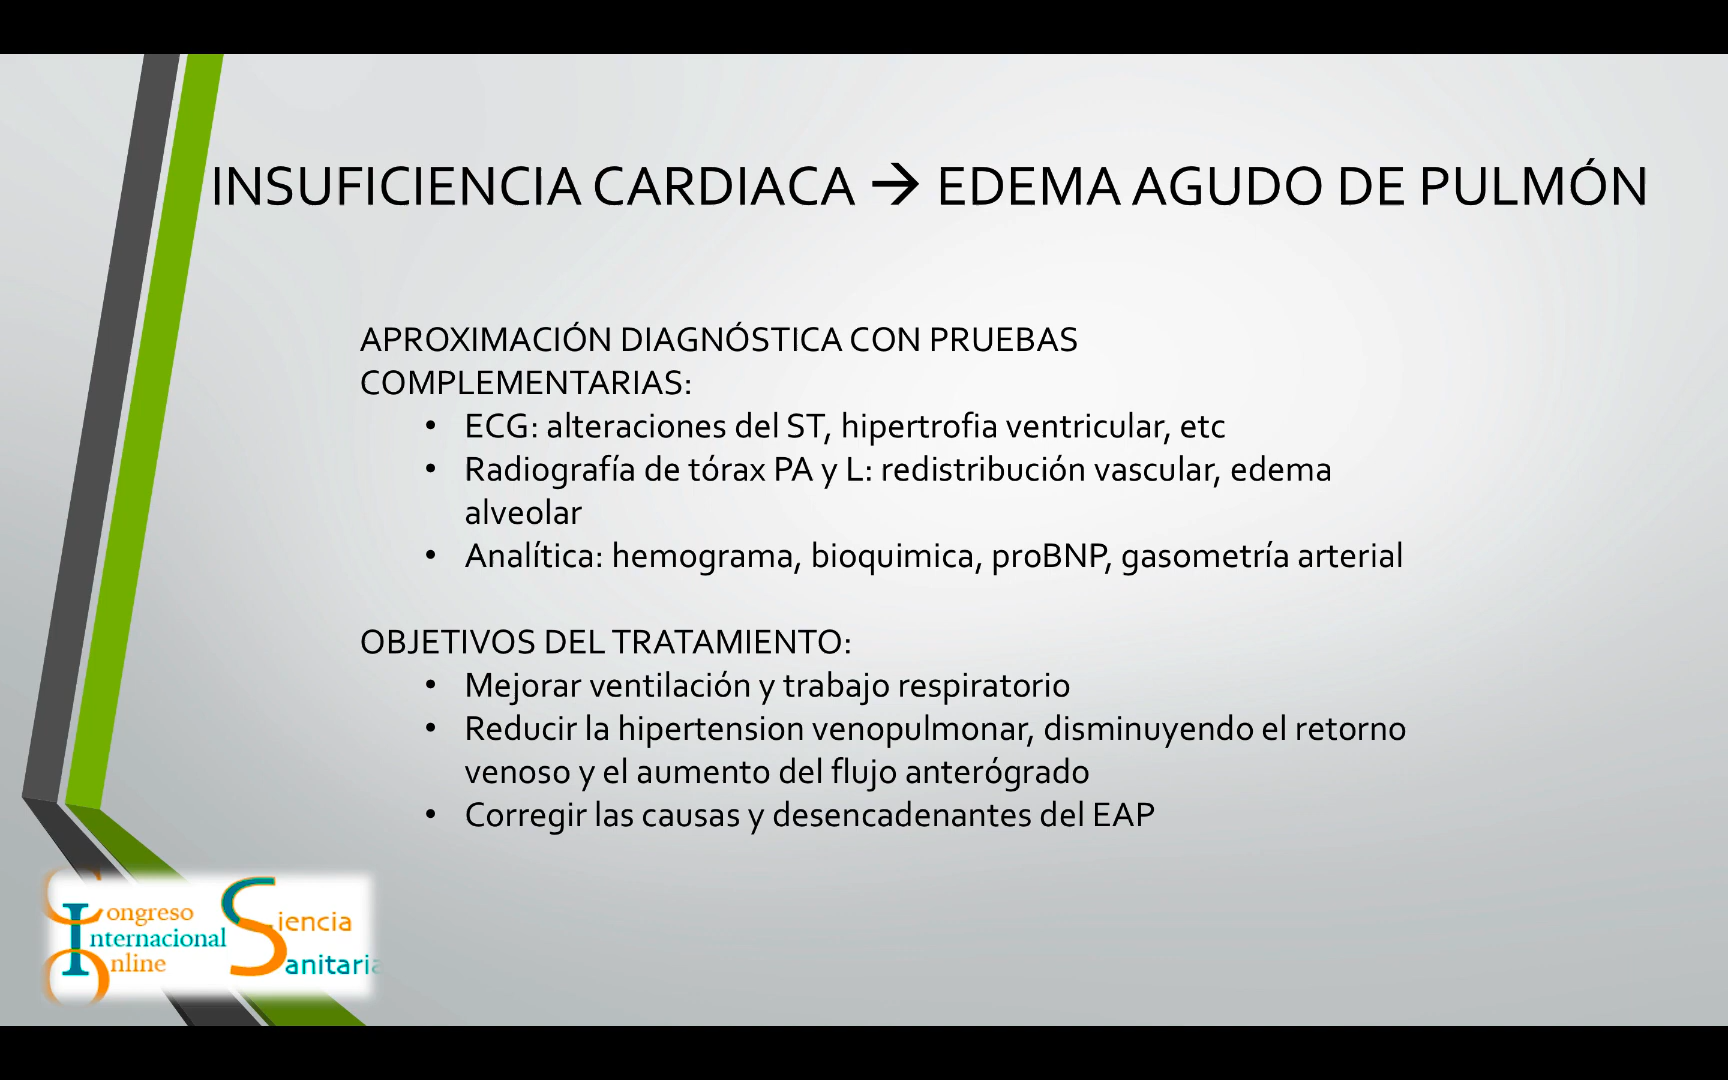 INSUFICIENCIA CARDIACA → EDEMA AGUDO DE PULMÓN
APROXIMACIÓN DIAGNÓSTICA CON PRUEBAS
COMPLEMENTARIAS:
• ECG: alteraciones del ST, hipertrofia ventricular, etc
• Radiografía de tórax PA y L: redistribución vascular, edema
alveolar
• Analítica: hemograma, bioquimica, proBNP, gasometría arterial
OBJETIVOS DEL TRATAMIENTO:
• Mejorar ventilación y trabajo respiratorio
• Reducir la hipertension venopulmonar, disminuyendo el retorno
venoso y el aumento del flujo anterógrado
• Corregir las causas y desencadenantes del EAP
Congreso
Internacional
Online
Siencia
Sanitaria